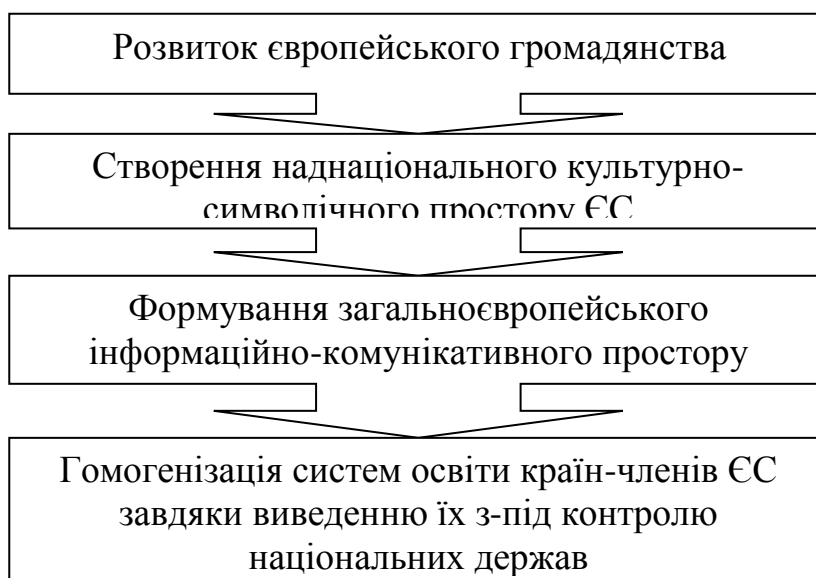 Розвиток європейського громадянства
Створення наднаціонального культурно-
символічного простору ЄС
Формування загальноєвропейського
інформаційно-комунікативного простору
Гомогенізація систем освіти країн-членів ЄС
завдяки виведенню їх з-під контролю
національних держав